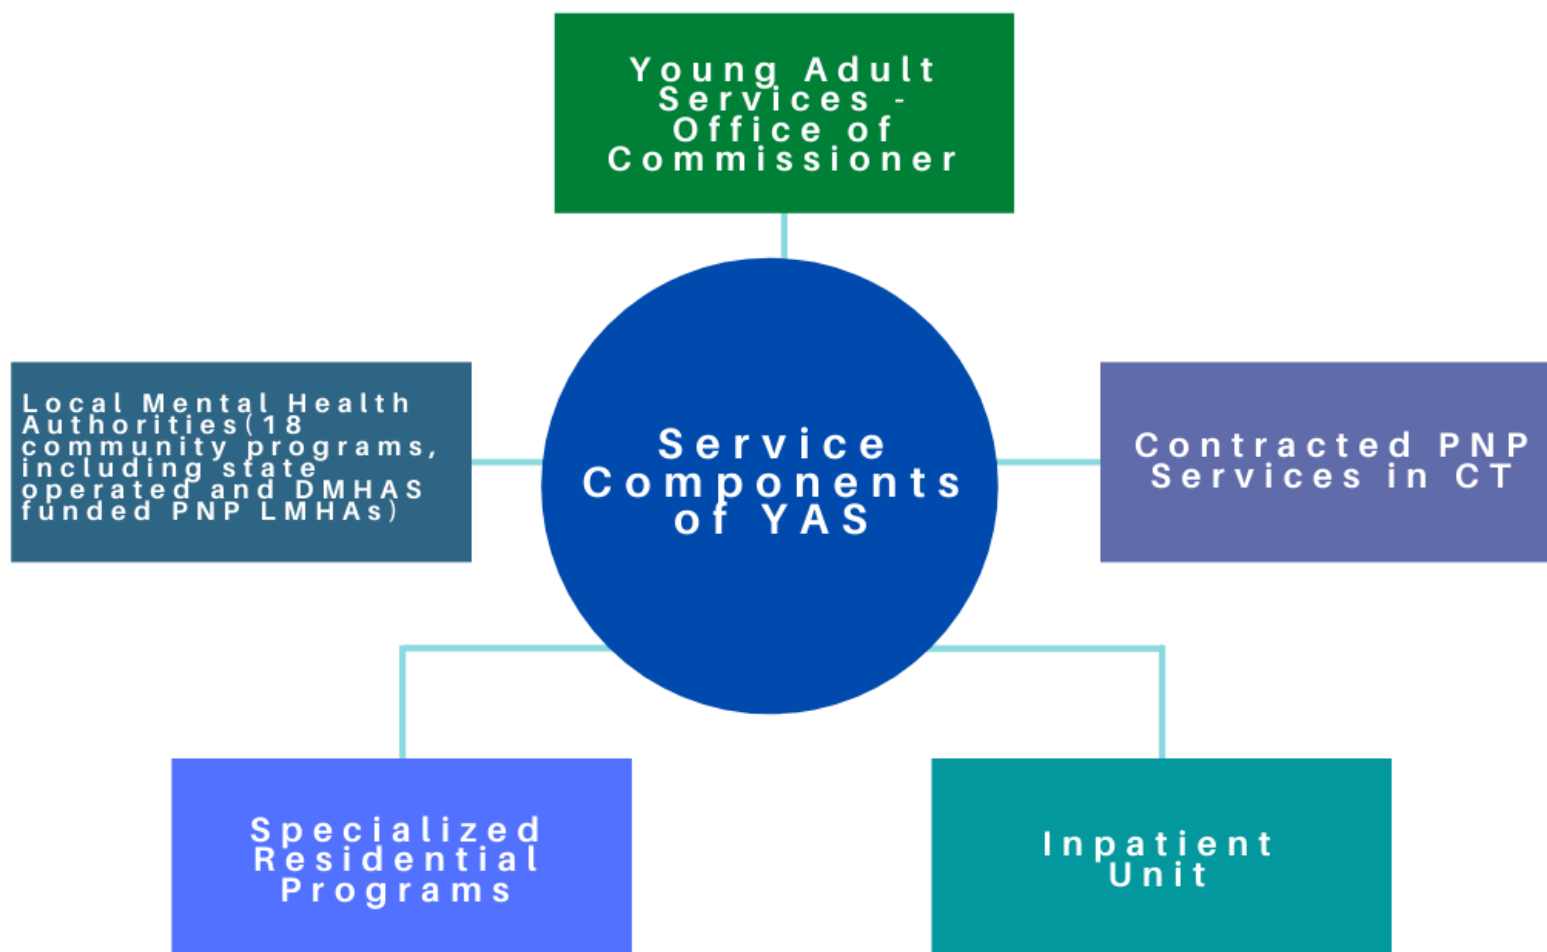 Young Adult
Services -
Office of
Commissioner
Local Mental Health
Authorities(18
community programs,
including state
operated and DMHAS
funded PNP LMHAs)
Service
Components
of YAS
Contracted PNP
Services in CT
Specialized
Residential
Programs
Inpatient
Unit